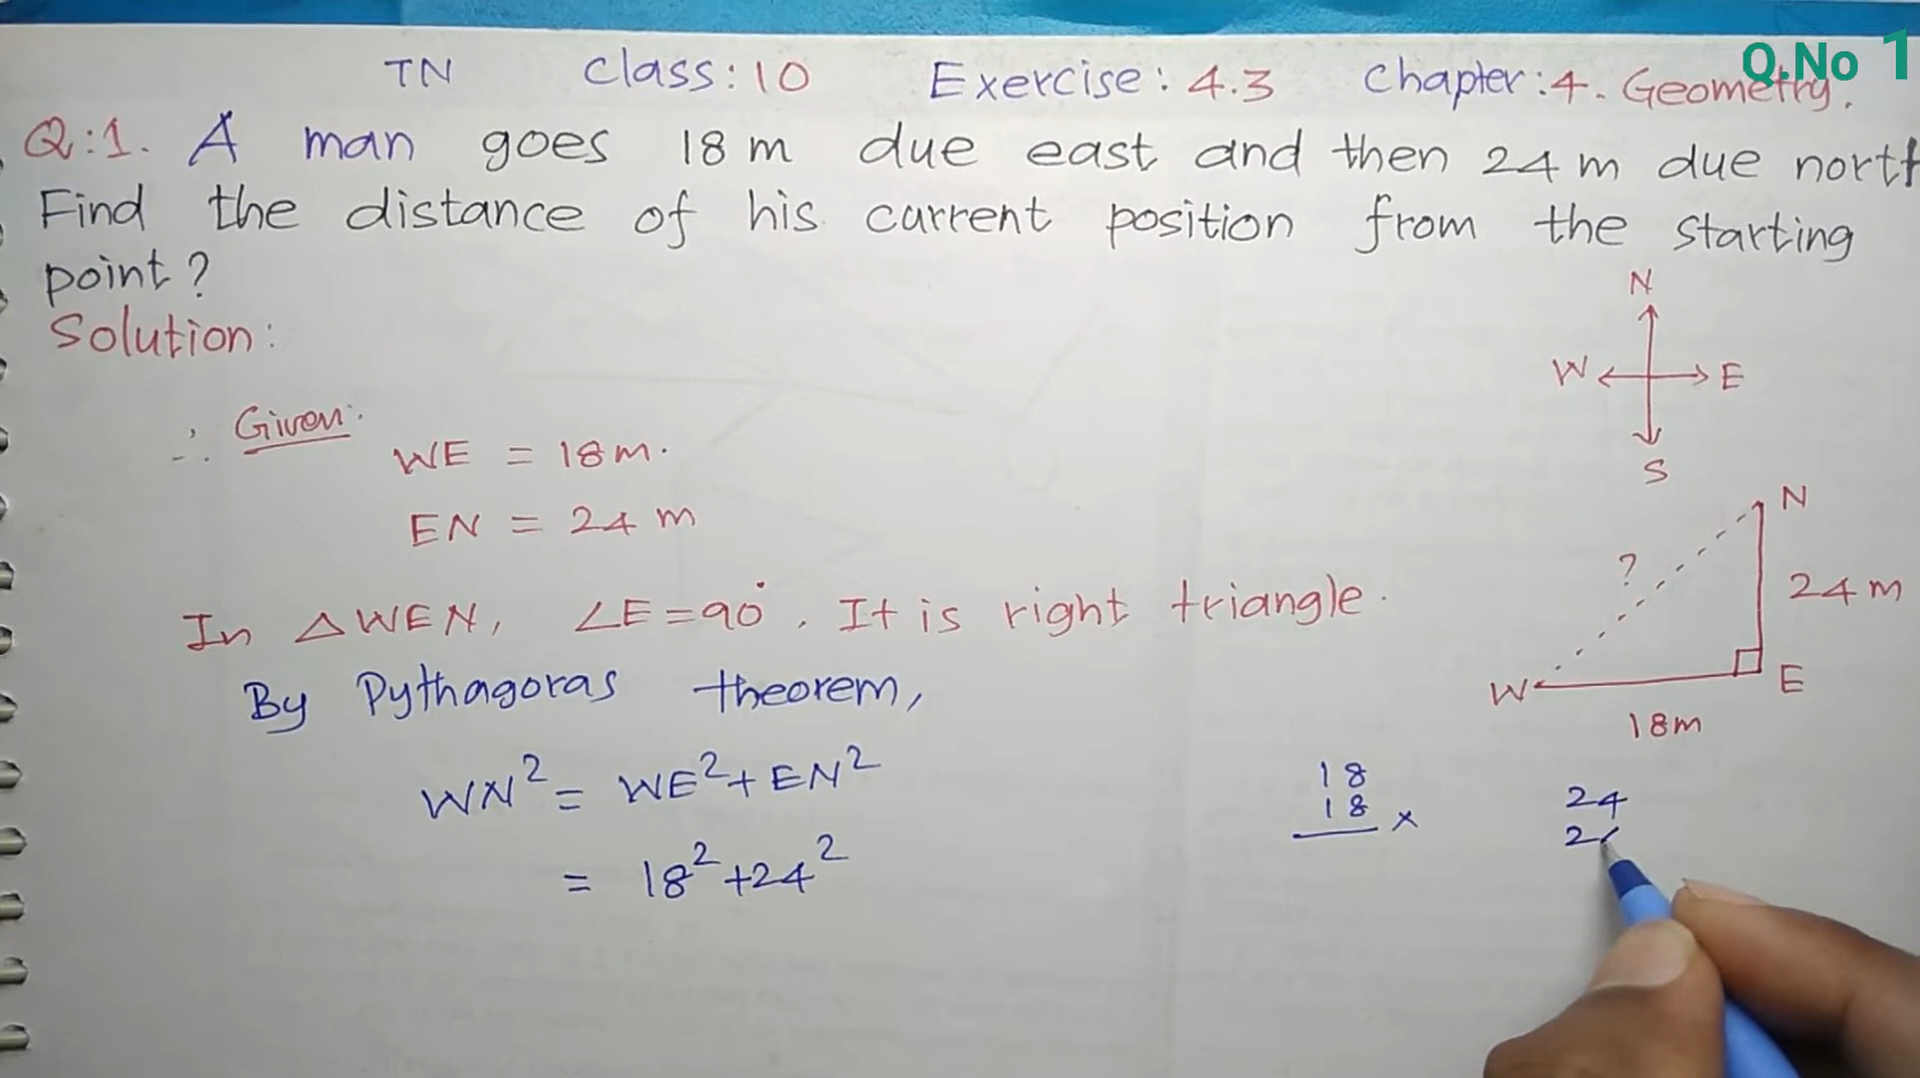 Q.No 1
TN Class:10 Exercise: 4.3 Chapter:4. Geometry.
Q:1. A man goes 18 m due east and then 24 m due north
Find the distance of his current position from the starting
point?
Solution:
N
W E
S
∴ Given:
WE = 18m.
EN = 24 m
N
?
24 m
W E
18m
In △WEN, ∠E=90°. It is right triangle.
By Pythagoras theorem,
WN² = WE²+EN²
= 18²+24²
18
18 ×
24
2